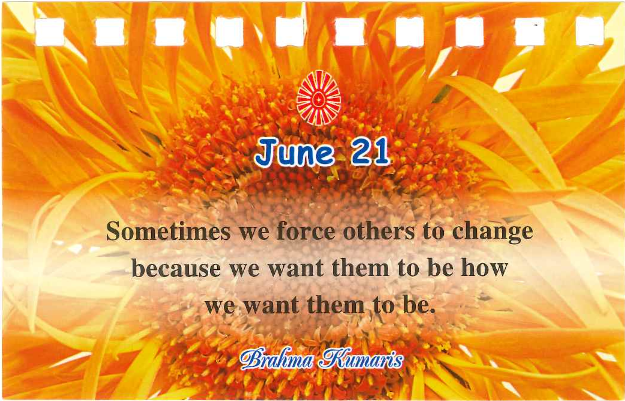 June 21
Sometimes we force others to change
because we want them to be how
we want them to be.
Brahma Kumaris